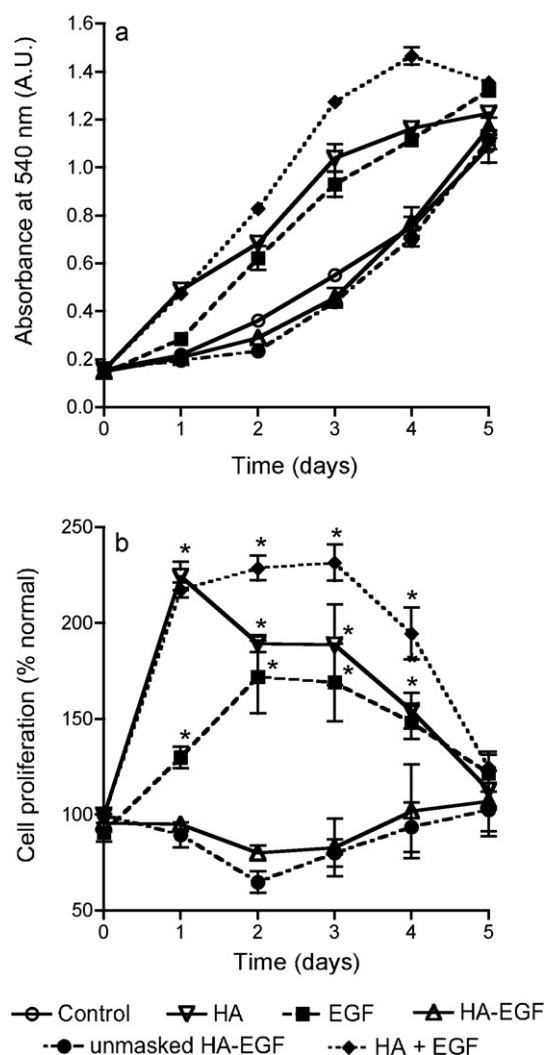 a
Absorbance at 540 nm (A.U.)
1.6
1.4
1.2
1.0
0.8
0.6
0.4
0.2
0.0
0 1 2 3 4 5
Time (days)
b
Cell proliferation (% normal)
250
200
150
100
50
* * * * * * * * * *
0 1 2 3 4 5
Time (days)
Control HA EGF HA-EGF
unmasked HA-EGF HA + EGF